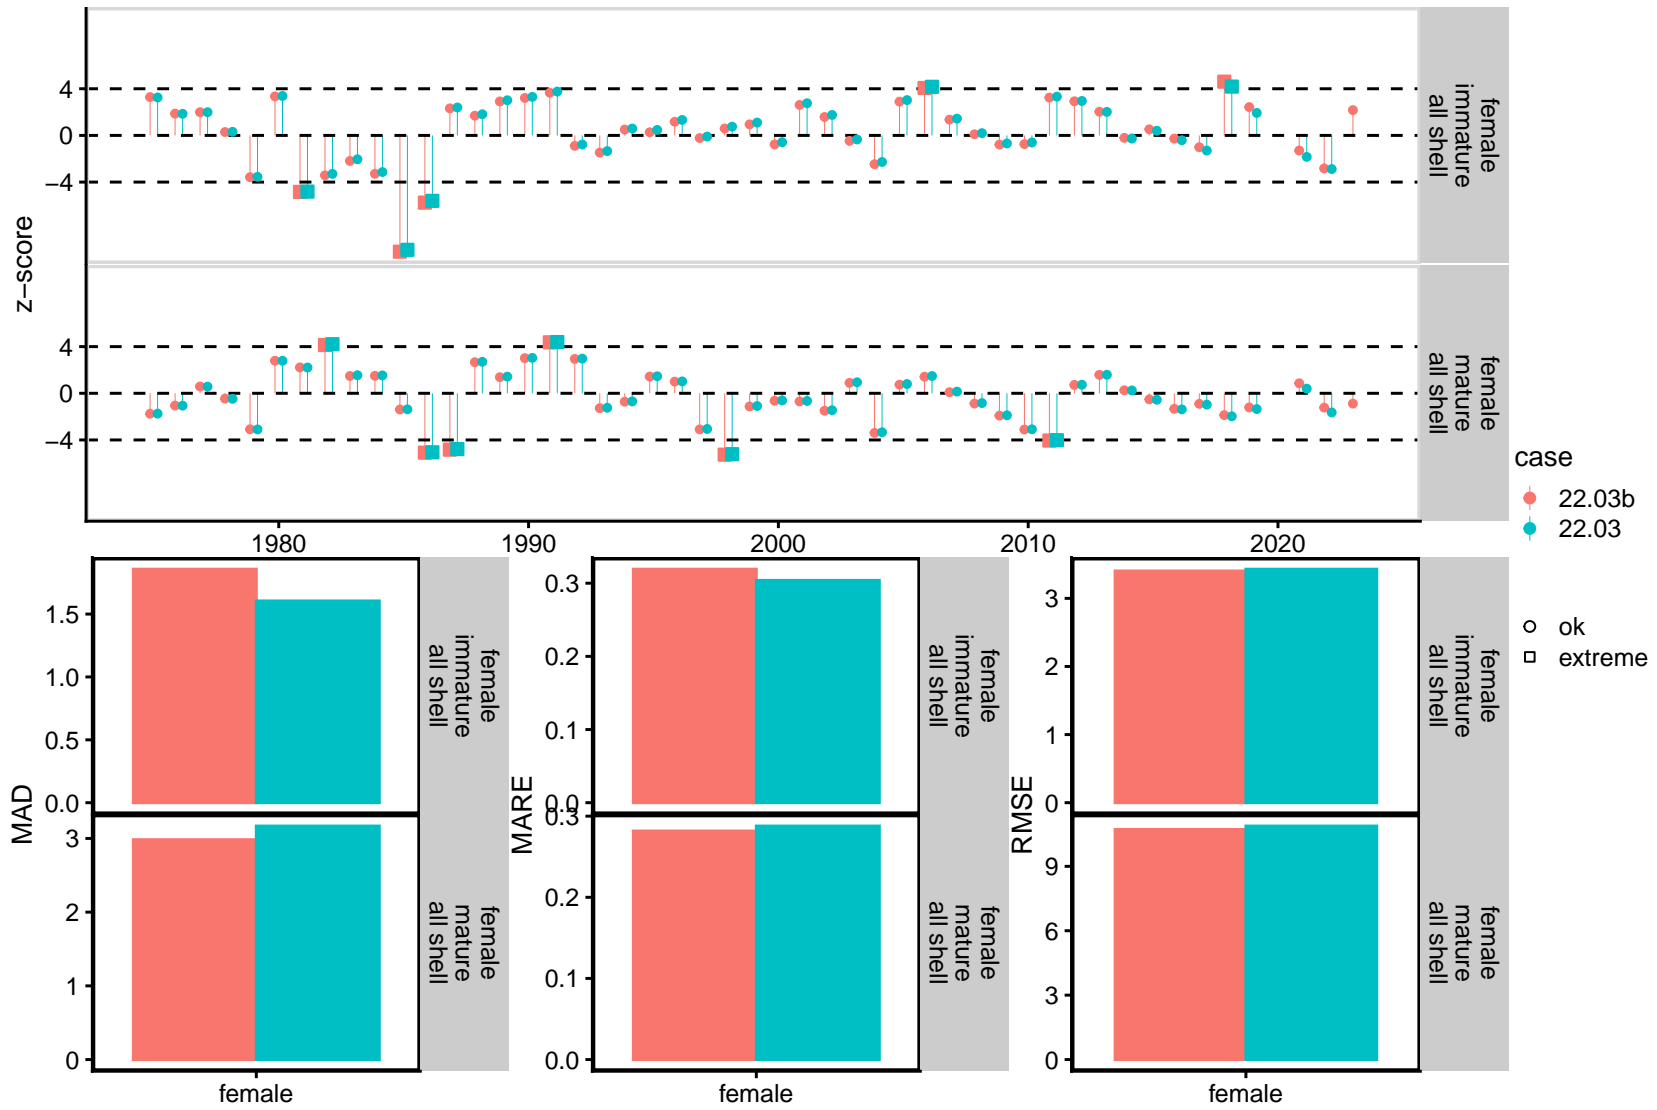 z−score
4
0
−4
female
immature
all shell
4
0
−4
female
mature
all shell
1980
1990
2000
2010
2020
case
22.03b
22.03
ok
extreme
MAD
1.5
1.0
0.5
0.0
female
immature
all shell
3
2
1
0
female
mature
all shell
female
MARE
0.3
0.2
0.1
0.0
female
immature
all shell
0.3
0.2
0.1
0.0
female
mature
all shell
female
RMSE
3
2
1
0
female
immature
all shell
9
6
3
0
female
mature
all shell
female